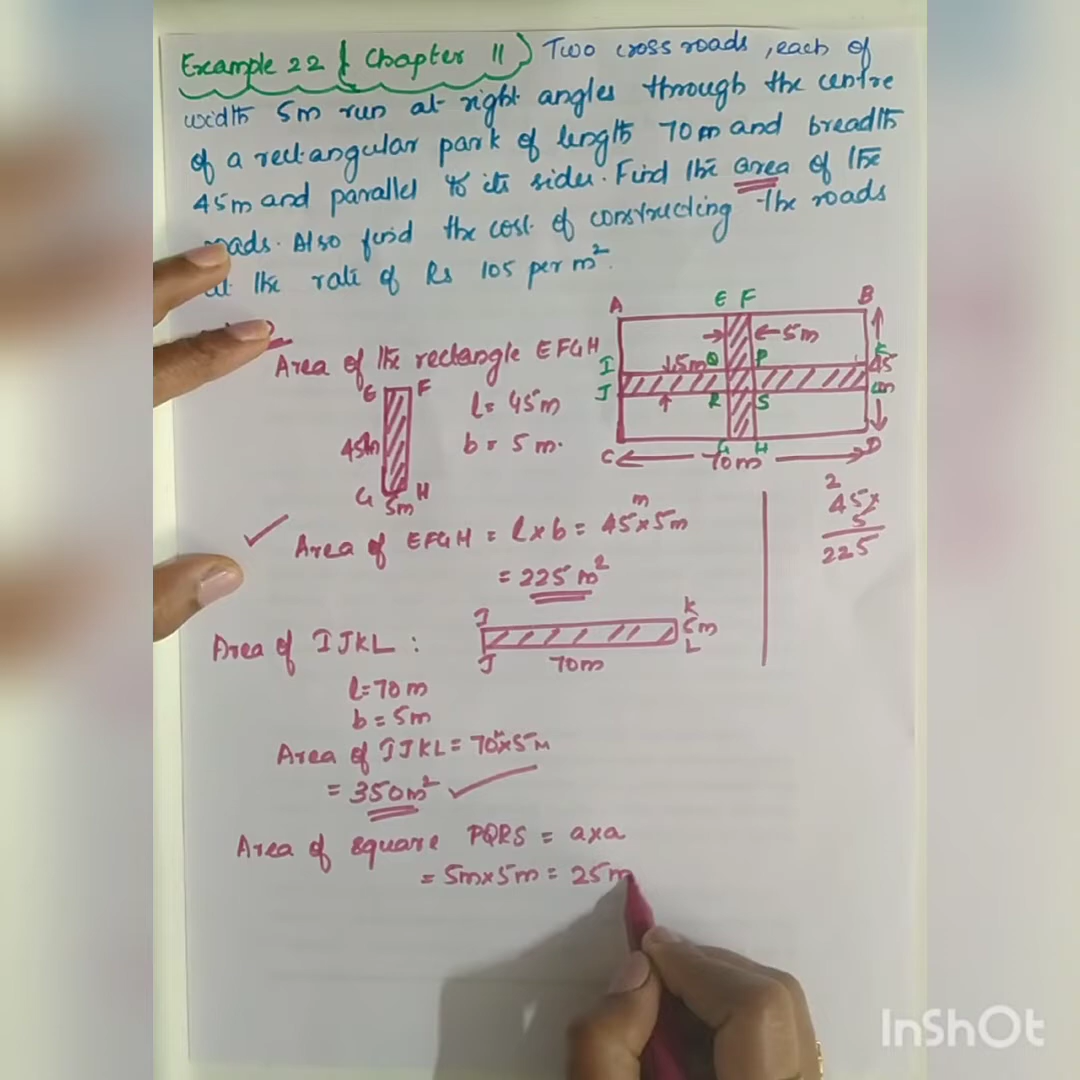 Example 22 { Chapter 11 } Two cross roads, each of
width 5m run at right angles through the centre
of a rectangular park of length 70m and breadth
45m and parallel to its sides. Find the area of the
roads. Also find the cost of constructing the roads
at the rate of Rs 105 per m²
A E F B
Area of the rectangle EFGH
5m
I 5m Q P K 45
E F
l = 45m
J R S m
45m
b = 5 m.
C G H D
70m
G H
5m
2
45×
5
225
Area of EFGH = l×b = 45m×5m
= 225 m²
Area of IJKL :
I K
5m
J 70m L
l=70m
b=5m
Area of IJKL = 70m×5m
= 350m²
Area of square PQRS = a×a
= 5m×5m = 25m
InShOt